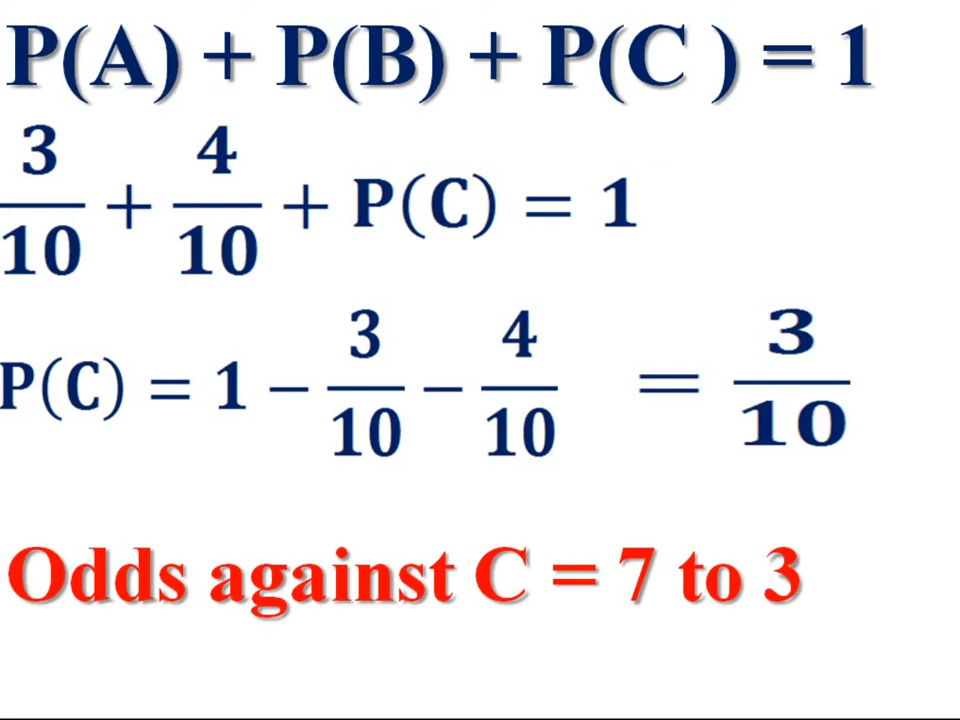 P(A) + P(B) + P(C ) = 1
3/10 + 4/10 + P(C) = 1
P(C) = 1 − 3/10 − 4/10 = 3/10
Odds against C = 7 to 3